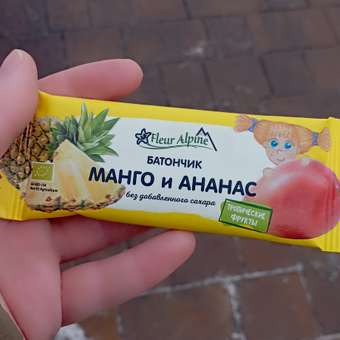 Fleur Alpine
БАТОНЧИК
МАНГО и АНАНАС
без добавленного сахара
ТРОПИЧЕСКИЕ
ФРУКТЫ